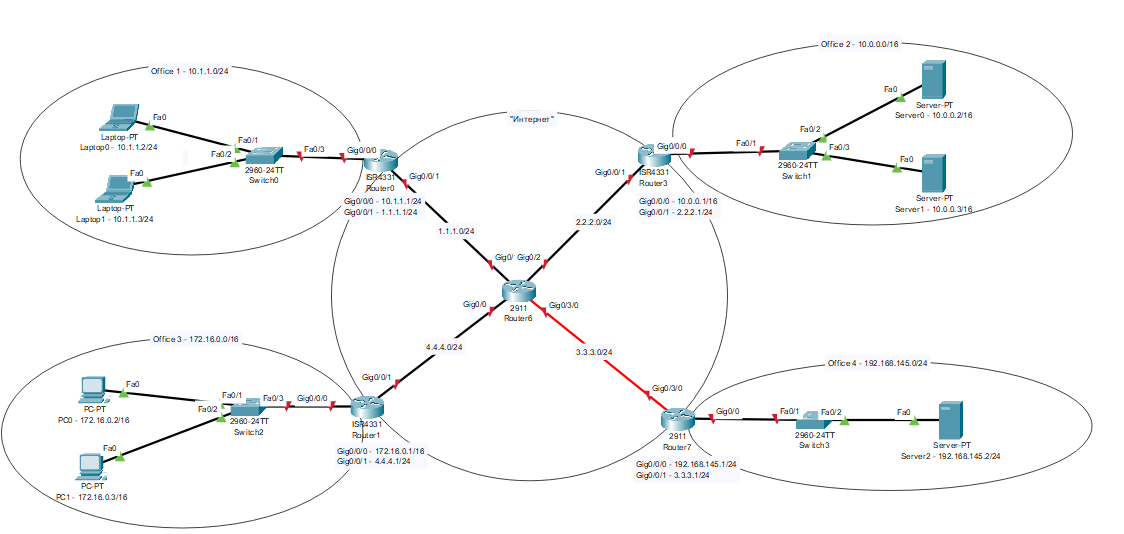 Office 1 - 10.1.1.0/24
Fa0
Laptop-PT
Laptop0 - 10.1.1.2/24
Fa0/1
Fa0/2
Fa0
Laptop-PT
Laptop1 - 10.1.1.3/24
2960-24TT
Switch0
Fa0/3
Gig0/0/0
ISR4331
Router0
Gig0/0/1
Gig0/0/0 - 10.1.1.1/24
Gig0/0/1 - 1.1.1.1/24
"Интернет"
Office 2 - 10.0.0.0/16
Gig0/0/0
Gig0/0/1
ISR4331
Router3
Gig0/0/0 - 10.0.0.1/16
Gig0/0/1 - 2.2.2.1/24
Fa0/1
Fa0/2
Fa0/3
2960-24TT
Switch1
Fa0
Server-PT
Server0 - 10.0.0.2/16
Fa0
Server-PT
Server1 - 10.0.0.3/16
1.1.1.0/24
2.2.2.0/24
Gig0/
Gig0/2
Gig0/0
2911
Router6
Gig0/3/0
4.4.4.0/24
3.3.3.0/24
Office 3 - 172.16.0.0/16
Fa0
PC-PT
PC0 - 172.16.0.2/16
Fa0/1
Fa0/2
Fa0/3
2960-24TT
Switch2
Fa0
PC-PT
PC1 - 172.16.0.3/16
Gig0/0/0
Gig0/0/1
ISR4331
Router1
Gig0/0/0 - 172.16.0.1/16
Gig0/0/1 - 4.4.4.1/24
Office 4 - 192.168.145.0/24
Gig0/3/0
Gig0/0
2911
Router7
Gig0/0/0 - 192.168.145.1/24
Gig0/0/1 - 3.3.3.1/24
Fa0/1
Fa0/2
2960-24TT
Switch3
Fa0
Server-PT
Server2 - 192.168.145.2/24